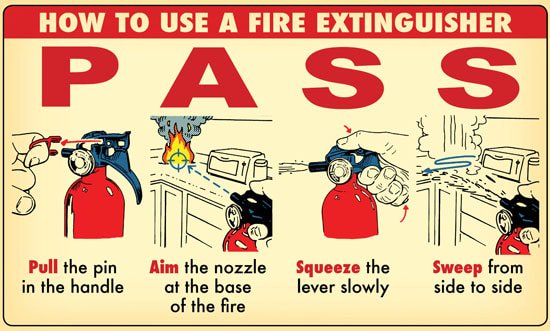 HOW TO USE A FIRE EXTINGUISHER
P A S S
Pull the pin
in the handle
Aim the nozzle
at the base
of the fire
Squeeze the
lever slowly
Sweep from
side to side